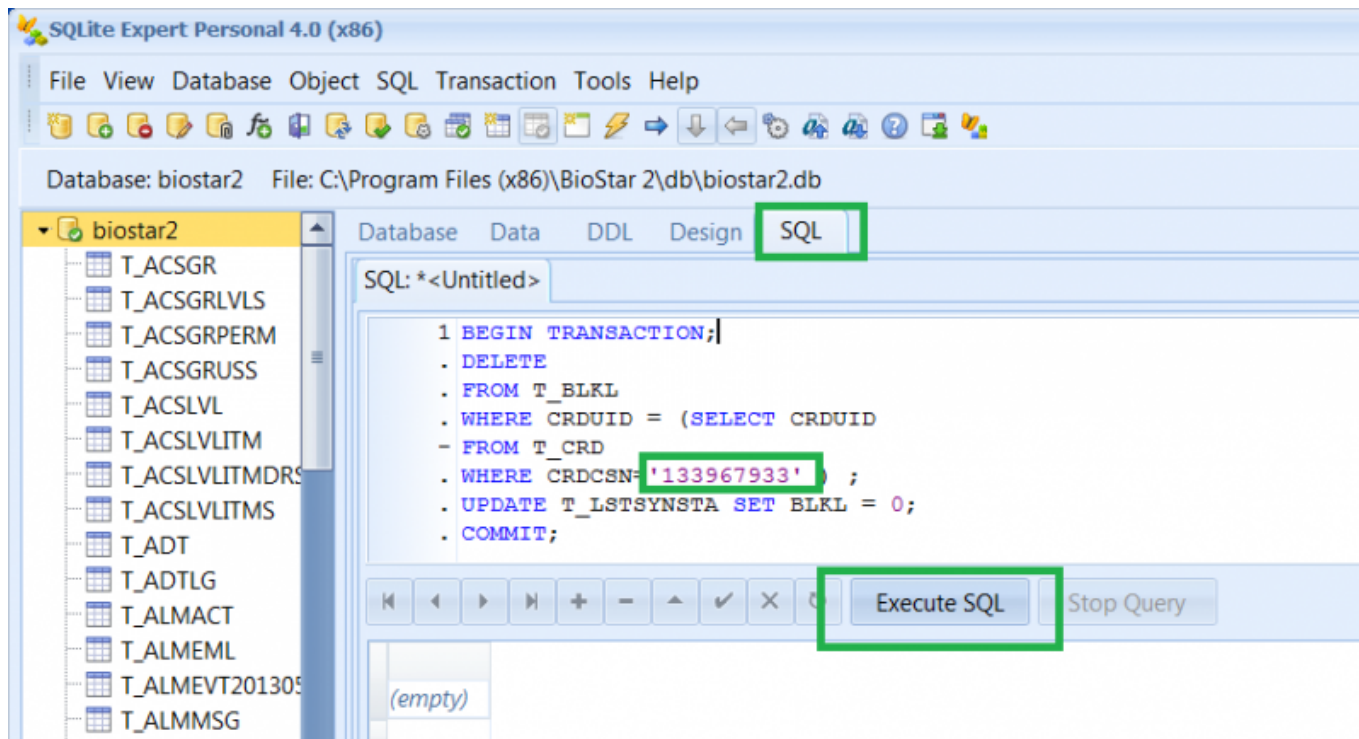 SQLite Expert Personal 4.0 (x86)
File View Database Object SQL Transaction Tools Help
Database: biostar2 File: C:\Program Files (x86)\BioStar 2\db\biostar2.db
biostar2
T_ACSGR
T_ACSGRLVLS
T_ACSGRPERM
T_ACSGRUSS
T_ACSLVL
T_ACSLVLITM
T_ACSLVLITMDRS
T_ACSLVLITMS
T_ADT
T_ADTLG
T_ALMACT
T_ALMEML
T_ALMEVT201305
T_ALMMSG
Database Data DDL Design SQL
SQL: *<Untitled>
1 BEGIN TRANSACTION;
. DELETE
. FROM T_BLKL
. WHERE CRDUID = (SELECT CRDUID
- FROM T_CRD
. WHERE CRDCSN='133967933' ) ;
. UPDATE T_LSTSYNSTA SET BLKL = 0;
. COMMIT;
Execute SQL Stop Query
(empty)